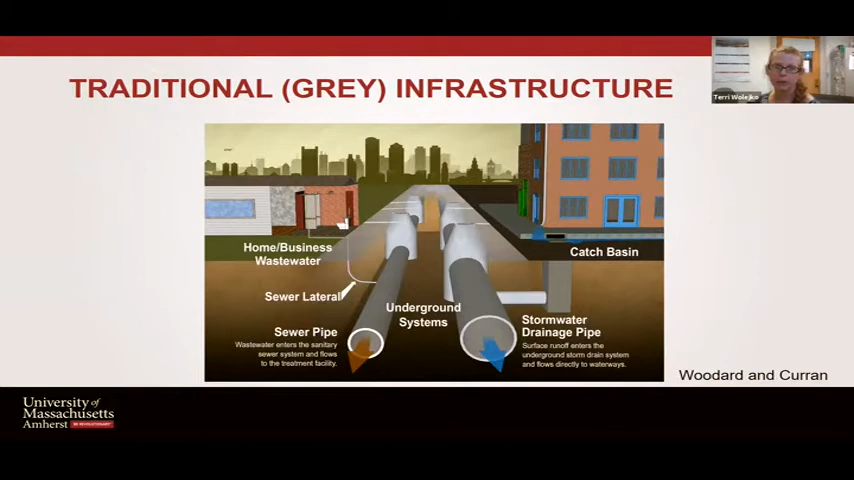 TRADITIONAL (GREY) INFRASTRUCTURE
Terri Wolejko
Home/Business
Wastewater
Catch Basin
Sewer Lateral
Underground
Systems
Sewer Pipe
Wastewater enters the sanitary
sewer system and flows
to the treatment facility.
Stormwater
Drainage Pipe
Surface runoff enters the
underground storm drain system
and flows directly to waterways.
Woodard and Curran
University of
Massachusetts
Amherst BE REVOLUTIONARY